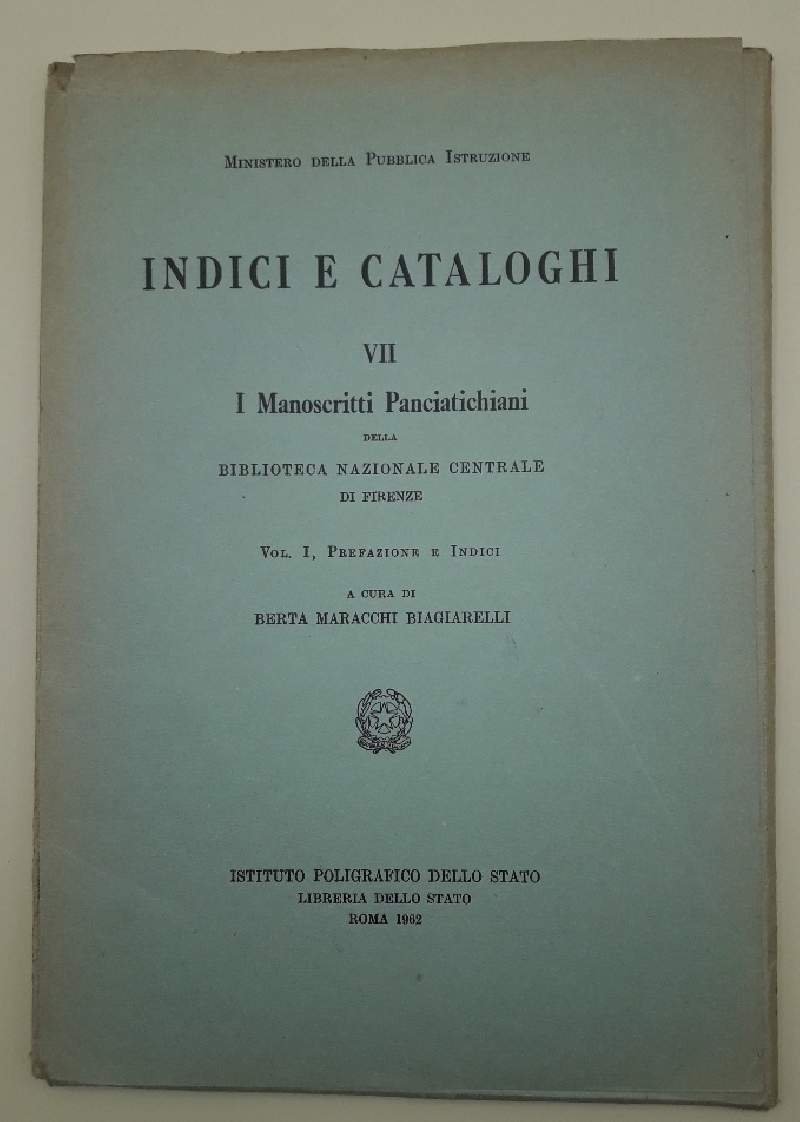 MINISTERO DELLA PUBBLICA ISTRUZIONE
INDICI E CATALOGHI
VII
I Manoscritti Panciatichiani
DELLA
BIBLIOTECA NAZIONALE CENTRALE
DI FIRENZE
VOL. I, PREFAZIONE E INDICI
A CURA DI
BERTA MARACCHI BIAGIARELLI
ISTITUTO POLIGRAFICO DELLO STATO
LIBRERIA DELLO STATO
ROMA 1962